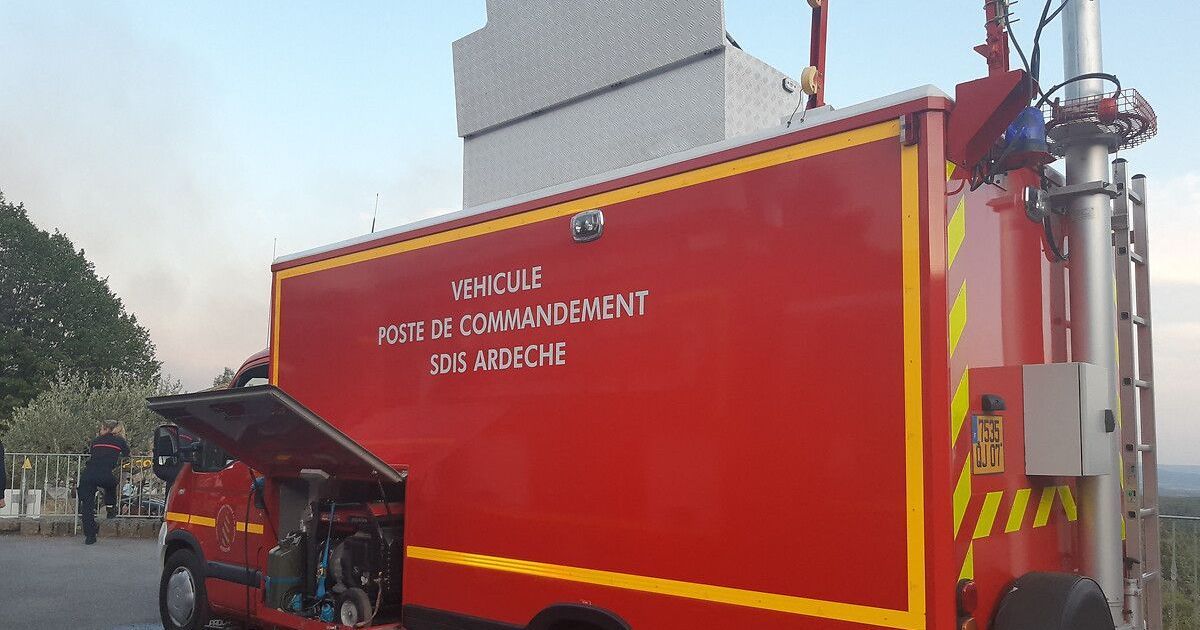 VEHICULE
POSTE DE COMMANDEMENT
SDIS ARDECHE
7535
QJ 07